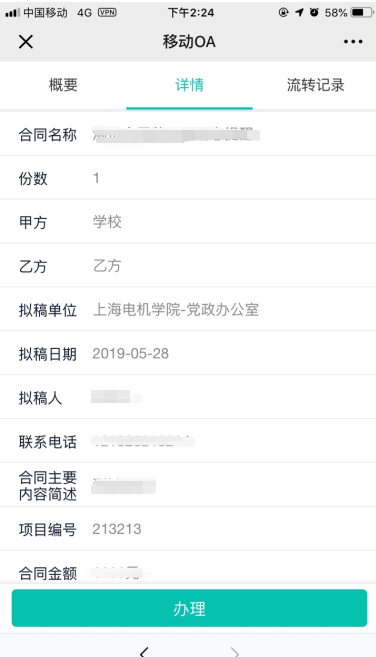 中国移动 4G VPN 下午2:24 58%
移动OA
概要 详情 流转记录
合同名称
份数 1
甲方 学校
乙方 乙方
拟稿单位 上海电机学院-党政办公室
拟稿日期 2019-05-28
拟稿人
联系电话
合同主要
内容简述
项目编号 213213
合同金额
办理